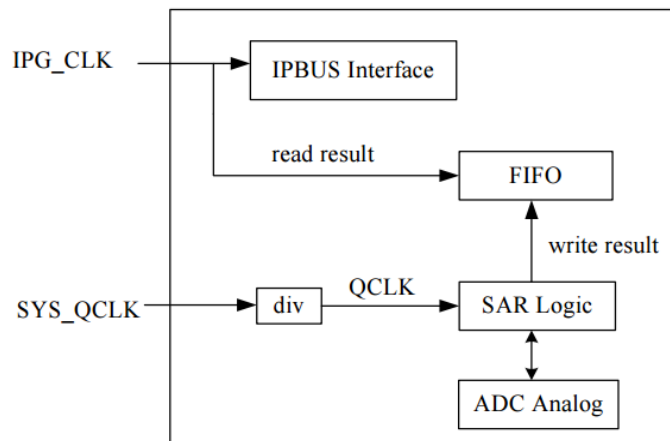 IPG_CLK
IPBUS Interface
read result
FIFO
write result
SYS_QCLK
div
QCLK
SAR Logic
ADC Analog